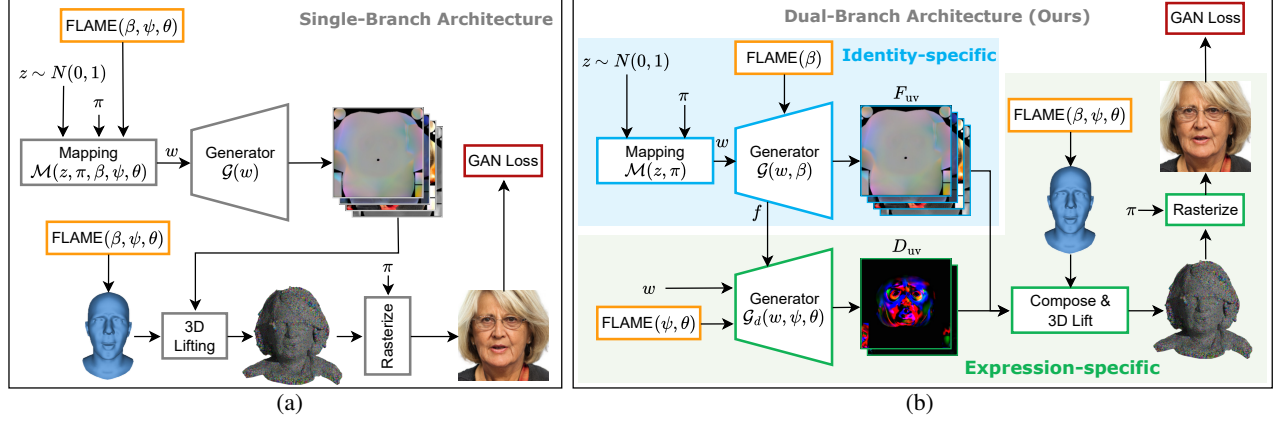 Single-Branch Architecture
FLAME(β, ψ, θ)
z ∼ N(0, 1)
π
Mapping
ℳ(z, π, β, ψ, θ)
w
Generator
𝒢(w)
GAN Loss
FLAME(β, ψ, θ)
3D
Lifting
π
Rasterize
(a)
Dual-Branch Architecture (Ours)
GAN Loss
Identity-specific
FLAME(β)
z ∼ N(0, 1)
π
F_uv
Mapping
ℳ(z, π)
w
Generator
𝒢(w, β)
f
FLAME(β, ψ, θ)
π
Rasterize
D_uv
w
FLAME(ψ, θ)
Generator
𝒢_d(w, ψ, θ)
Compose &
3D Lift
Expression-specific
(b)